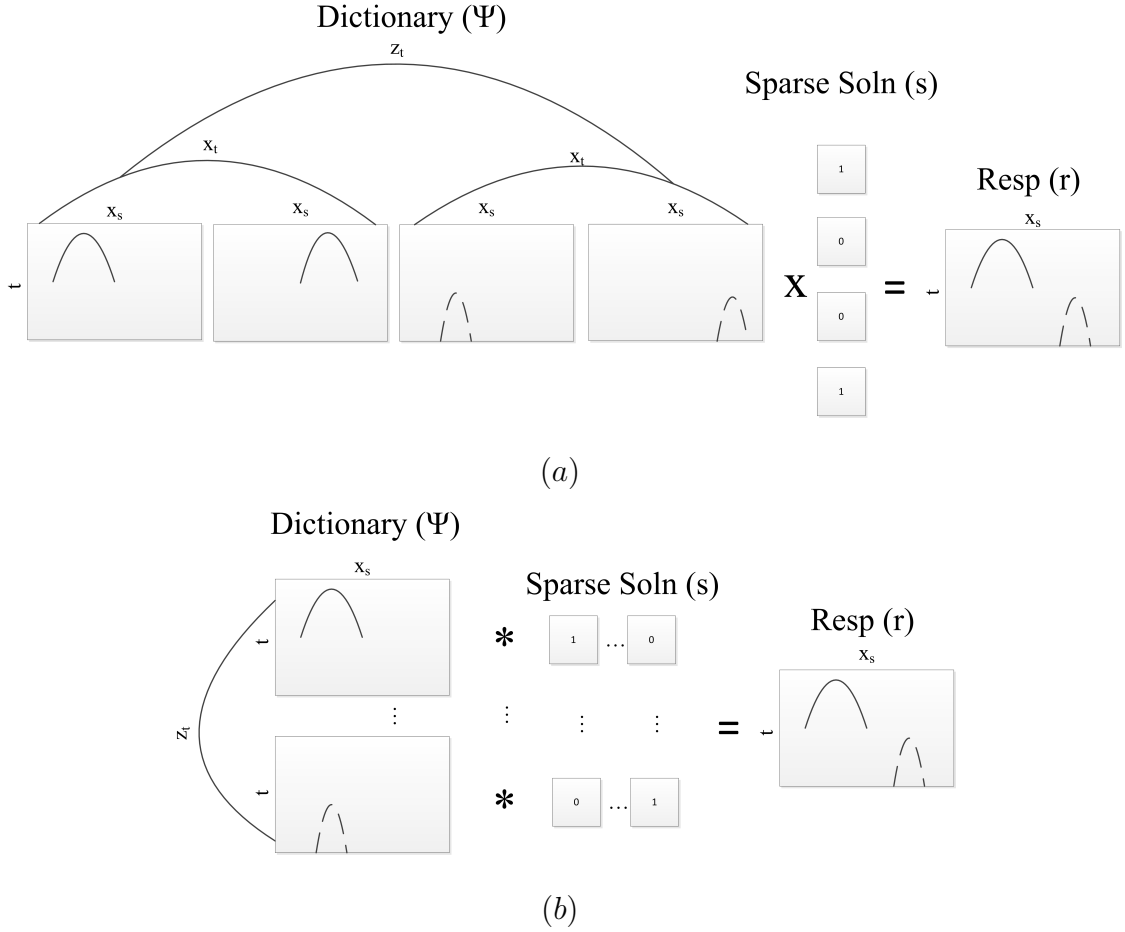 Dictionary (Ψ)
z_t
Sparse Soln (s)
x_t
x_t
Resp (r)
x_s
x_s
x_s
x_s
x_s
t
1
0
0
1
x
=
t
(a)
Dictionary (Ψ)
x_s
Sparse Soln (s)
Resp (r)
x_s
t
*
1 ... 0
z_t
⋮ ⋮ ⋮ ⋮
=
t
t
*
0 ... 1
(b)